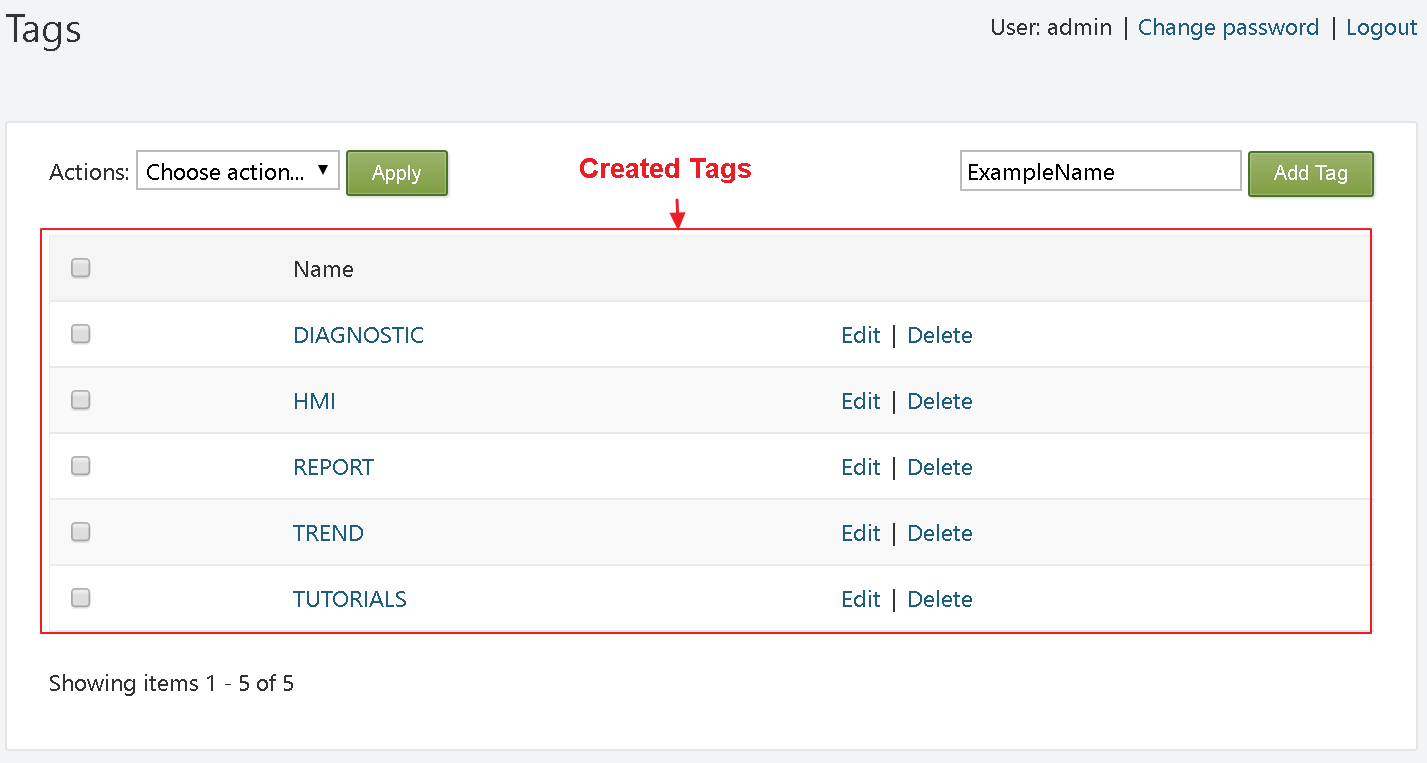 Tags
User: admin | Change password | Logout
Actions: Choose action... Apply
Created Tags
ExampleName Add Tag
Name
DIAGNOSTIC Edit | Delete
HMI Edit | Delete
REPORT Edit | Delete
TREND Edit | Delete
TUTORIALS Edit | Delete
Showing items 1 - 5 of 5